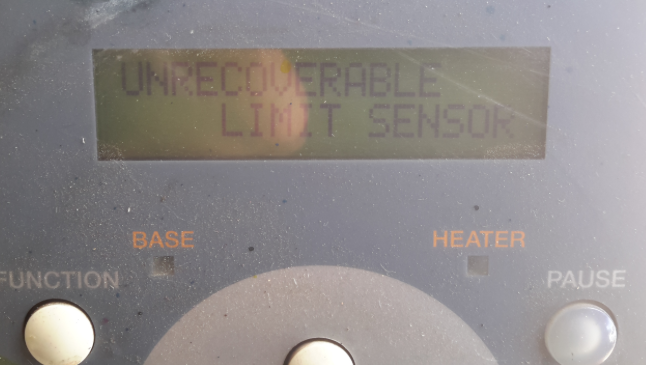 UNRECOVERABLE
LIMIT SENSOR
BASE
HEATER
FUNCTION
PAUSE